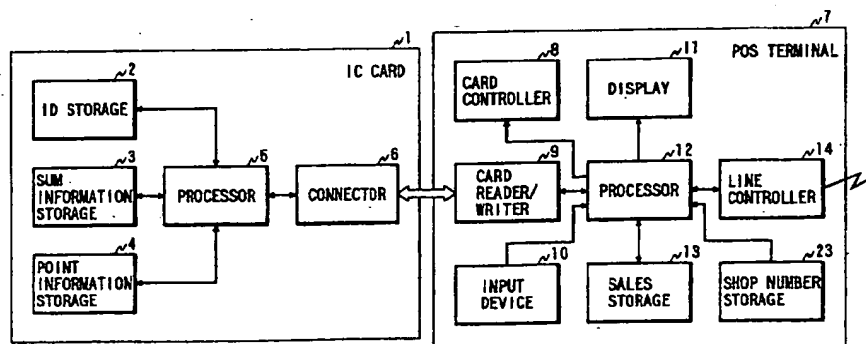 1
IC CARD
2
ID STORAGE
3
SUM
INFORMATION
STORAGE
4
POINT
INFORMATION
STORAGE
5
PROCESSOR
6
CONNECTOR
7
POS TERMINAL
8
CARD
CONTROLLER
11
DISPLAY
9
CARD
READER/
WRITER
12
PROCESSOR
14
LINE
CONTROLLER
10
INPUT
DEVICE
13
SALES
STORAGE
23
SHOP NUMBER
STORAGE